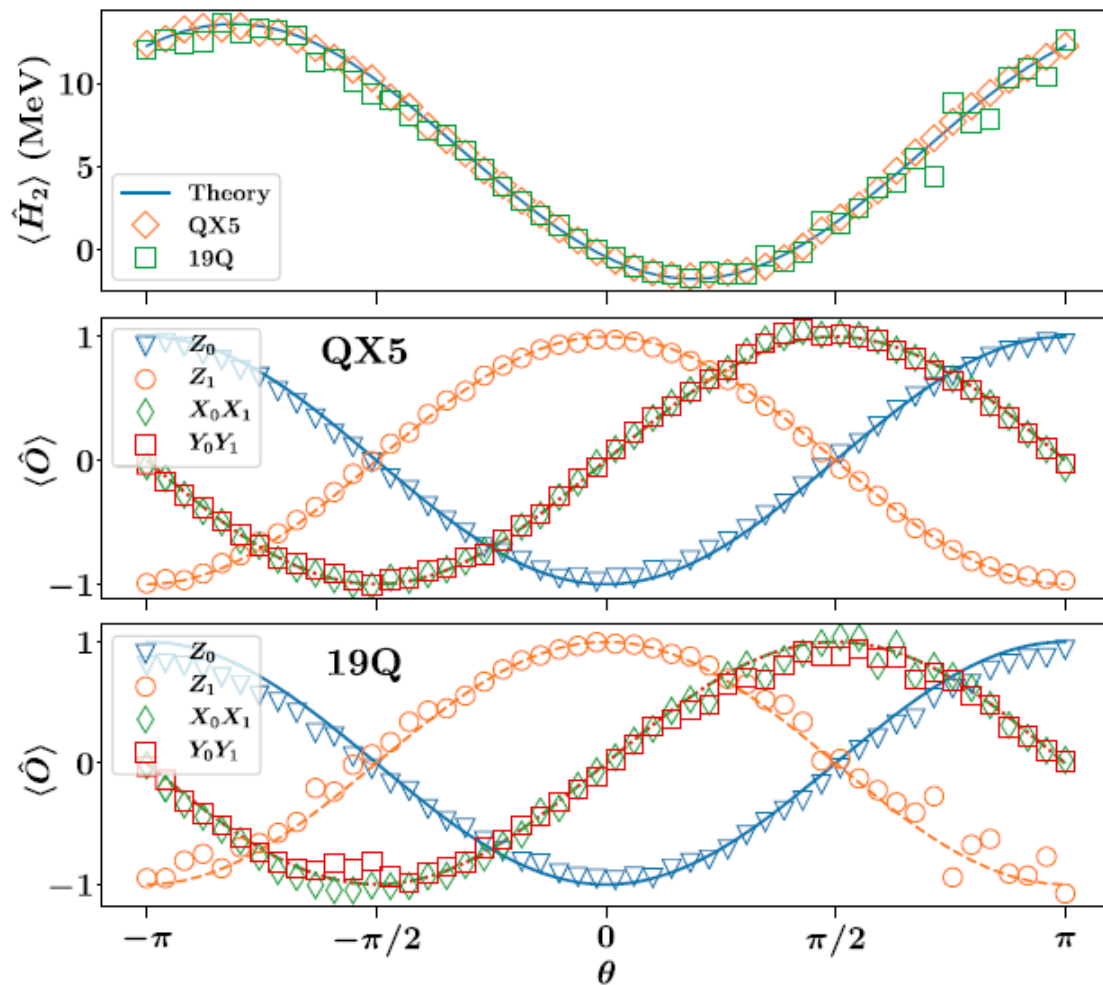 ⟨Ĥ₂⟩ (MeV)
10
5
0
Theory
QX5
19Q
⟨Ô⟩
1
0
−1
Z₀
Z₁
X₀X₁
Y₀Y₁
QX5
⟨Ô⟩
1
0
−1
Z₀
Z₁
X₀X₁
Y₀Y₁
19Q
−π
−π/2
0
π/2
π
θ